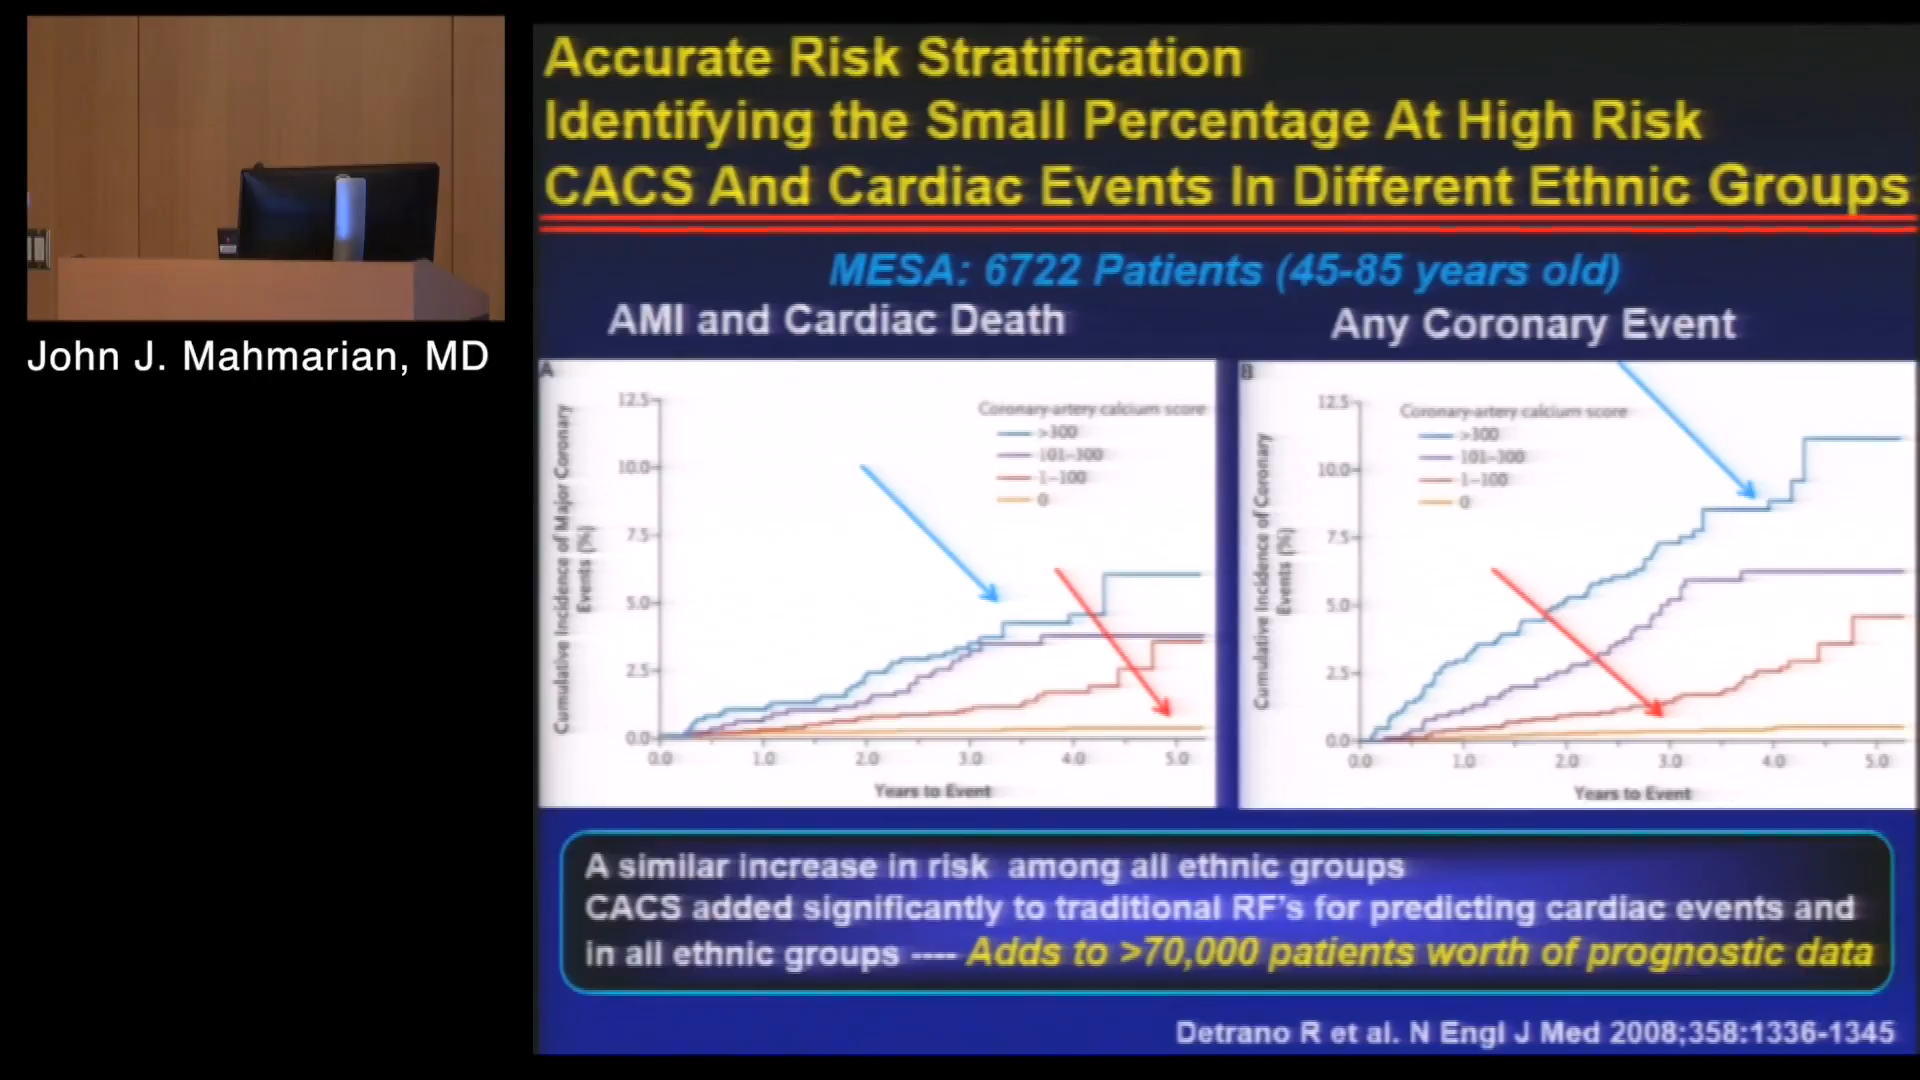 Accurate Risk Stratification
Identifying the Small Percentage At High Risk
CACS And Cardiac Events In Different Ethnic Groups
MESA: 6722 Patients (45-85 years old)
AMI and Cardiac Death
Any Coronary Event
A
Cumulative Incidence of Major Coronary
Events (%)
12.5
10.0
7.5
5.0
2.5
0.0
0.0 1.0 2.0 3.0 4.0 5.0
Years to Event
Coronary-artery calcium score
>300
101–300
1–100
0
B
Cumulative Incidence of Coronary
Events (%)
12.5
10.0
7.5
5.0
2.5
0.0
0.0 1.0 2.0 3.0 4.0 5.0
Years to Event
Coronary-artery calcium score
>300
101–300
1–100
0
A similar increase in risk among all ethnic groups
CACS added significantly to traditional RF's for predicting cardiac events and
in all ethnic groups ---- Adds to >70,000 patients worth of prognostic data
Detrano R et al. N Engl J Med 2008;358:1336-1345
John J. Mahmarian, MD